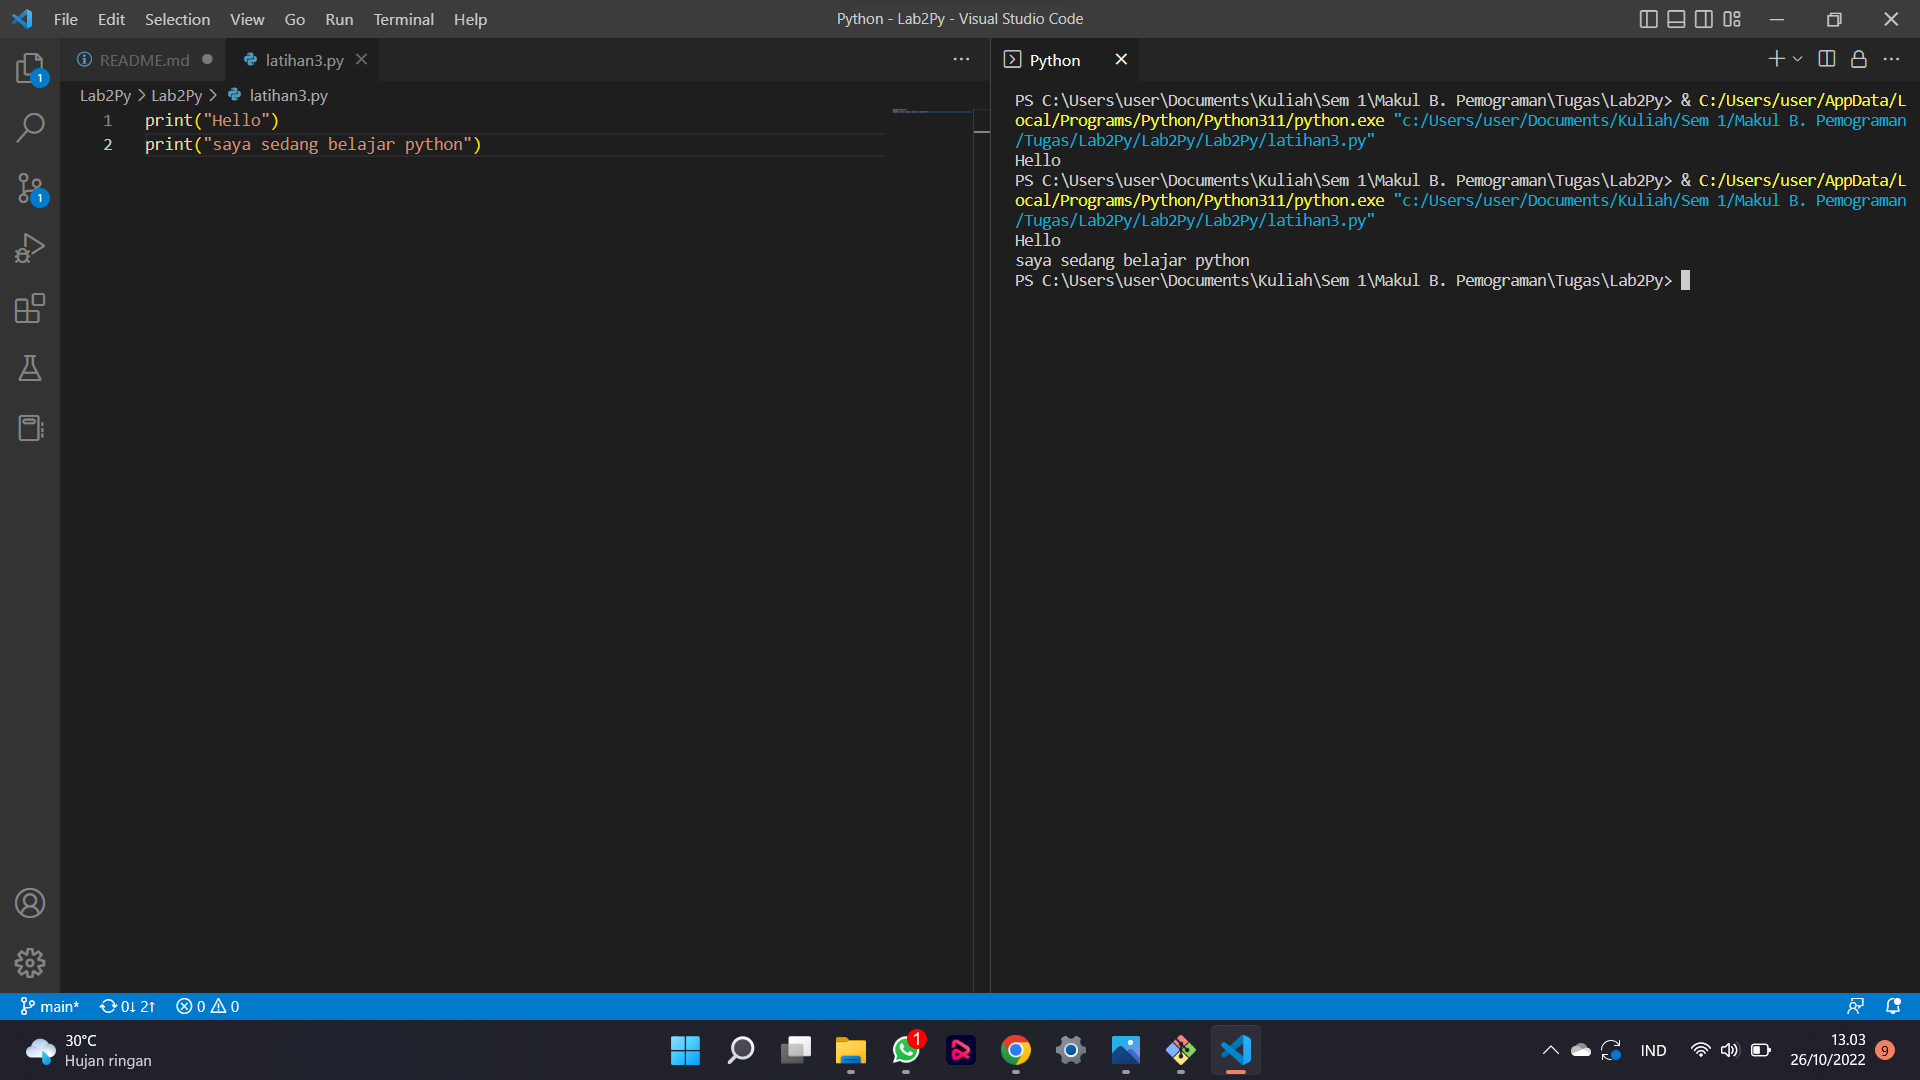 File Edit Selection View Go Run Terminal Help
Python - Lab2Py - Visual Studio Code
README.md
latihan3.py
Python
Lab2Py > Lab2Py > latihan3.py
1 print("Hello")
2 print("saya sedang belajar python")
PS C:\Users\user\Documents\Kuliah\Sem 1\Makul B. Pemograman\Tugas\Lab2Py> & C:/Users/user/AppData/L
ocal/Programs/Python/Python311/python.exe "c:/Users/user/Documents/Kuliah/Sem 1/Makul B. Pemograman
/Tugas/Lab2Py/Lab2Py/Lab2Py/latihan3.py"
Hello
PS C:\Users\user\Documents\Kuliah\Sem 1\Makul B. Pemograman\Tugas\Lab2Py> & C:/Users/user/AppData/L
ocal/Programs/Python/Python311/python.exe "c:/Users/user/Documents/Kuliah/Sem 1/Makul B. Pemograman
/Tugas/Lab2Py/Lab2Py/Lab2Py/latihan3.py"
Hello
saya sedang belajar python
PS C:\Users\user\Documents\Kuliah\Sem 1\Makul B. Pemograman\Tugas\Lab2Py>
1
1
main* 0↓ 2↑ 0 0
30°C
Hujan ringan
1
IND
13.03
26/10/2022
9